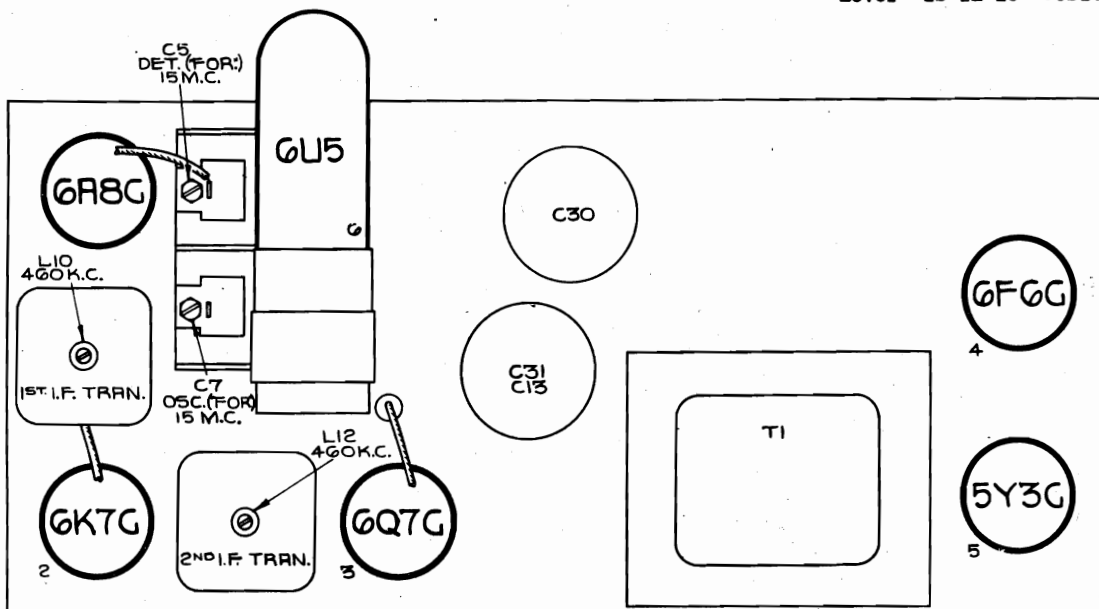 C5
DET. (FOR:)
15 M.C.
6U5
6
6A8G
C30
L10
460 K.C.
6F6G
4
1ST. I.F. TRAN.
C31
C13
C7
OSC. (FOR)
15 M.C.
T1
L12
460 K.C.
6K7G
2
2ND I.F. TRAN.
6Q7G
3
5Y3G
5